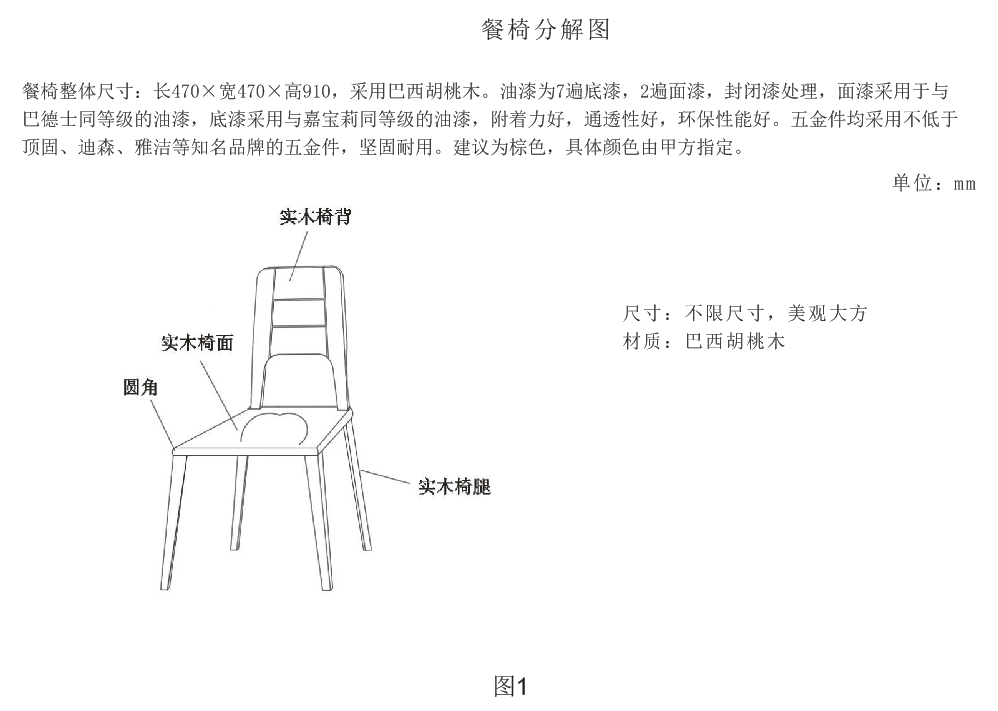 餐椅分解图
餐椅整体尺寸：长470×宽470×高910，采用巴西胡桃木。油漆为7遍底漆，2遍面漆，封闭漆处理，面漆采用于与
巴德士同等级的油漆，底漆采用与嘉宝莉同等级的油漆，附着力好，通透性好，环保性能好。五金件均采用不低于
顶固、迪森、雅洁等知名品牌的五金件，坚固耐用。建议为棕色，具体颜色由甲方指定。
单位：mm
实木椅背
尺寸：不限尺寸，美观大方
材质：巴西胡桃木
实木椅面
圆角
实木椅腿
图1